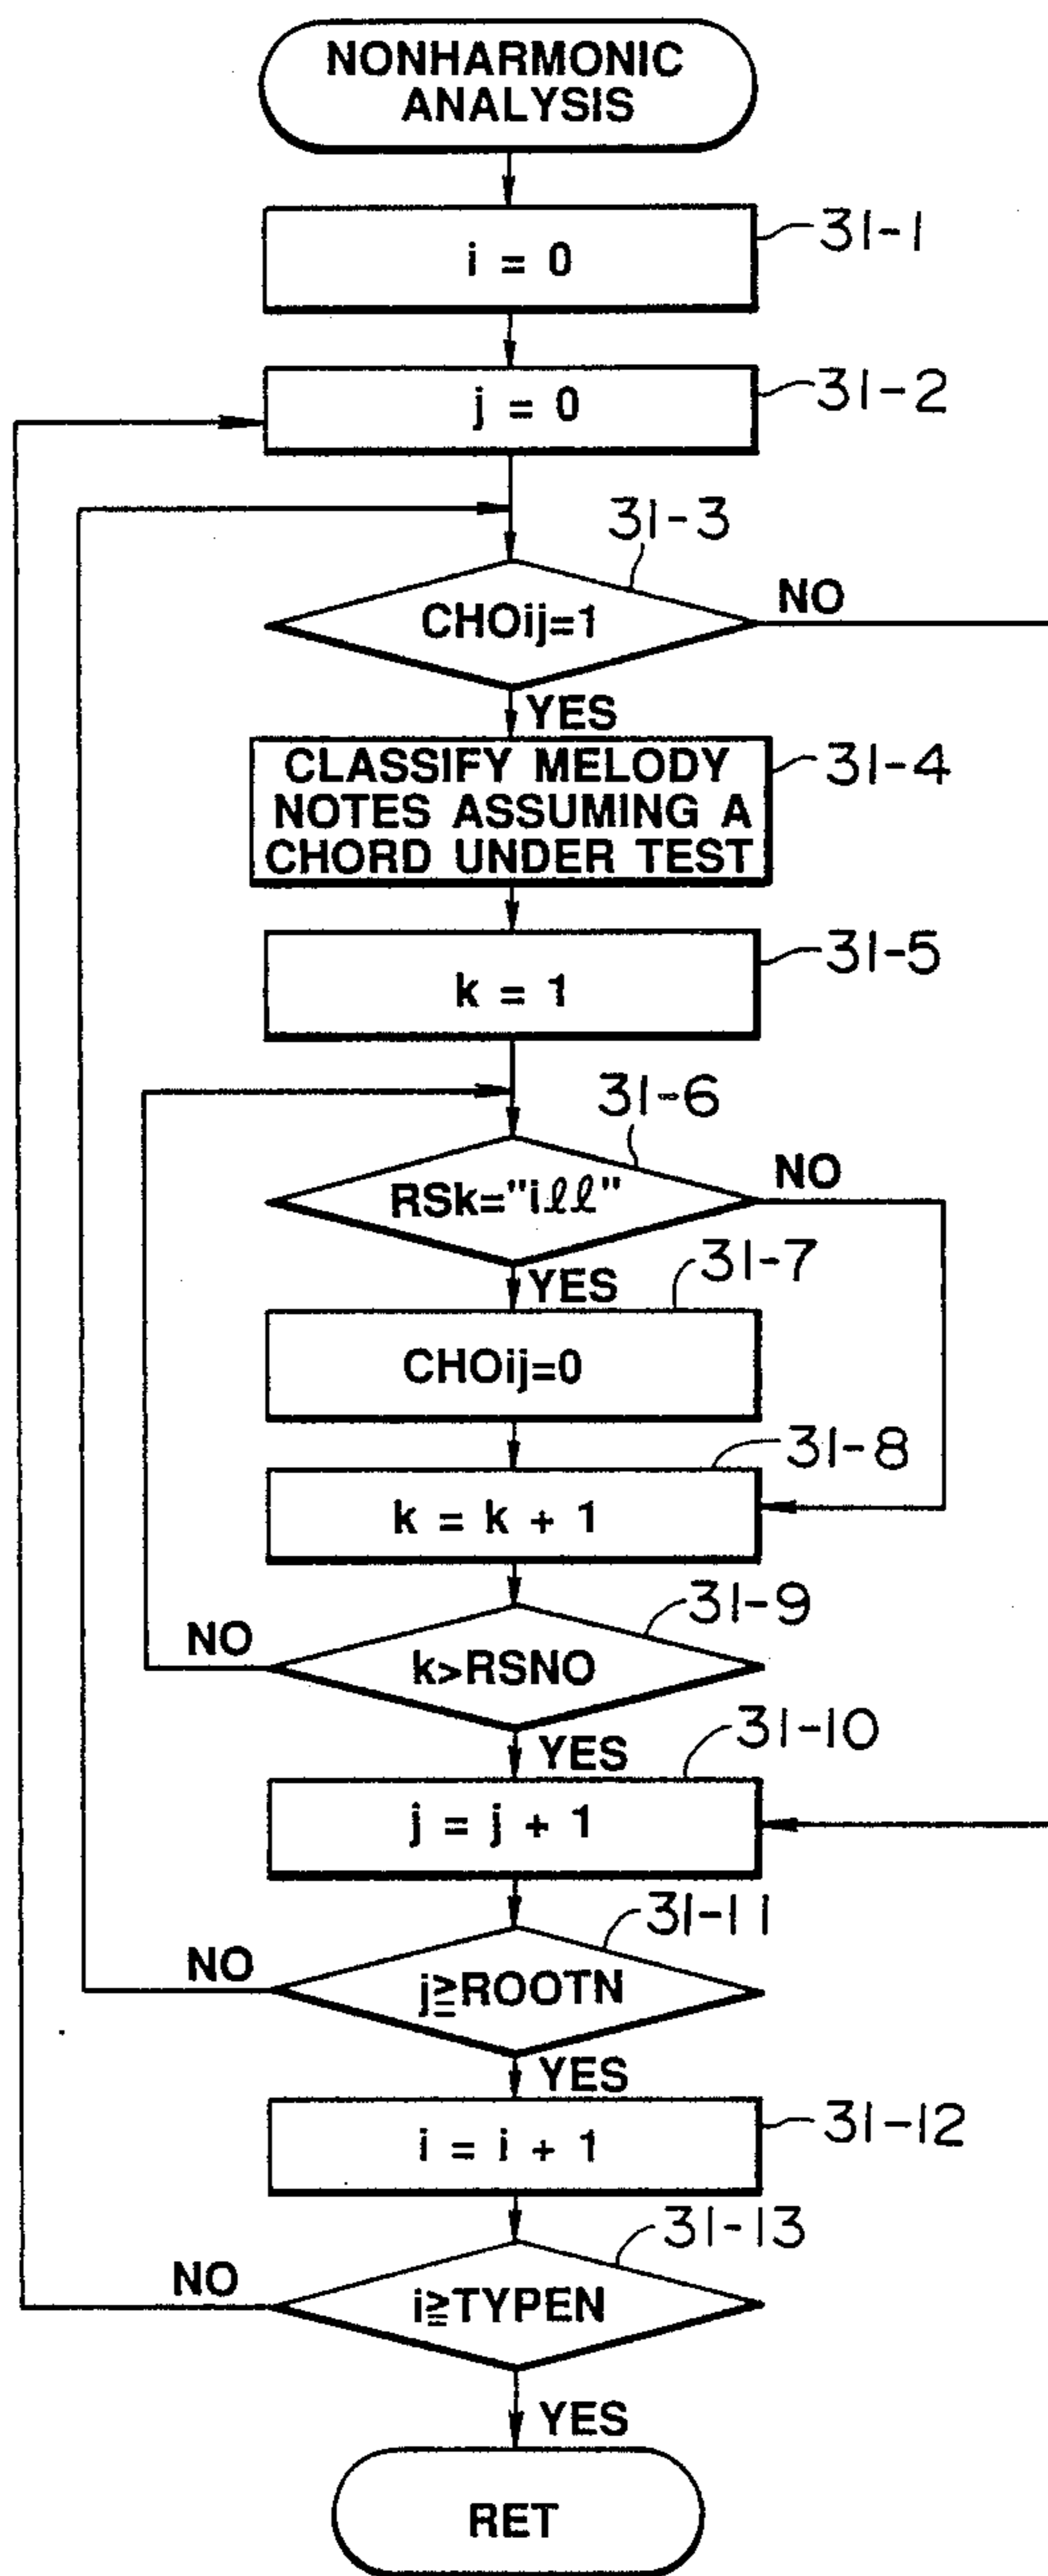 NONHARMONIC
ANALYSIS
31-1
i = 0
31-2
j = 0
31-3
CHOij=1
NO
YES
CLASSIFY MELODY
NOTES ASSUMING A
CHORD UNDER TEST
31-4
31-5
k = 1
31-6
RSk="iℓℓ"
NO
YES
31-7
CHOij=0
31-8
k = k + 1
31-9
NO
k>RSNO
YES
31-10
j = j + 1
31-11
NO
j≧ROOTN
YES
31-12
i = i + 1
31-13
NO
i≧TYPEN
YES
RET